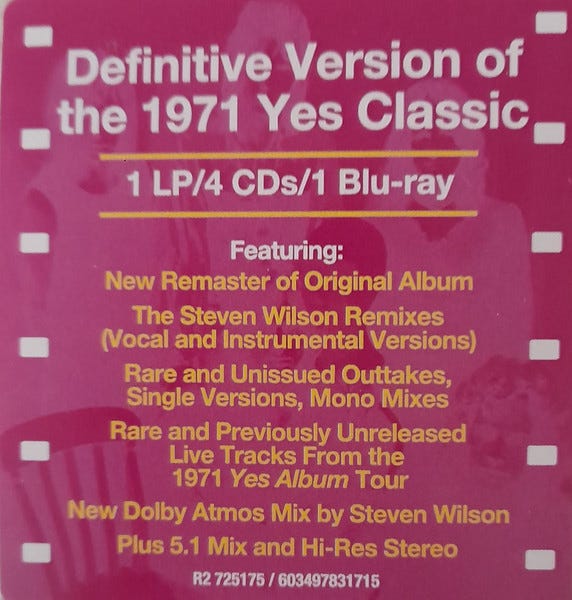 Definitive Version of
the 1971 Yes Classic
1 LP/4 CDs/1 Blu-ray
Featuring:
New Remaster of Original Album
The Steven Wilson Remixes
(Vocal and Instrumental Versions)
Rare and Unissued Outtakes,
Single Versions, Mono Mixes
Rare and Previously Unreleased
Live Tracks From the
1971 Yes Album Tour
New Dolby Atmos Mix by Steven Wilson
Plus 5.1 Mix and Hi-Res Stereo
R2 725175 / 603497831715